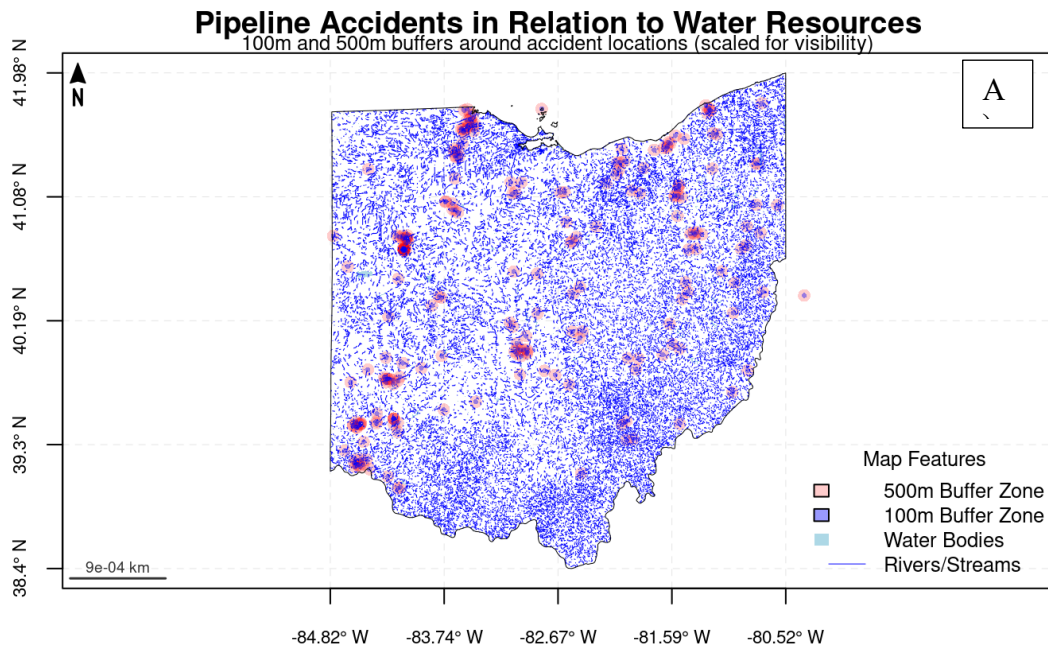 Pipeline Accidents in Relation to Water Resources
100m and 500m buffers around accident locations (scaled for visibility)
N
A
、
41.98° N
41.08° N
40.19° N
39.3° N
38.4° N
Map Features
500m Buffer Zone
100m Buffer Zone
Water Bodies
Rivers/Streams
9e-04 km
-84.82° W
-83.74° W
-82.67° W
-81.59° W
-80.52° W